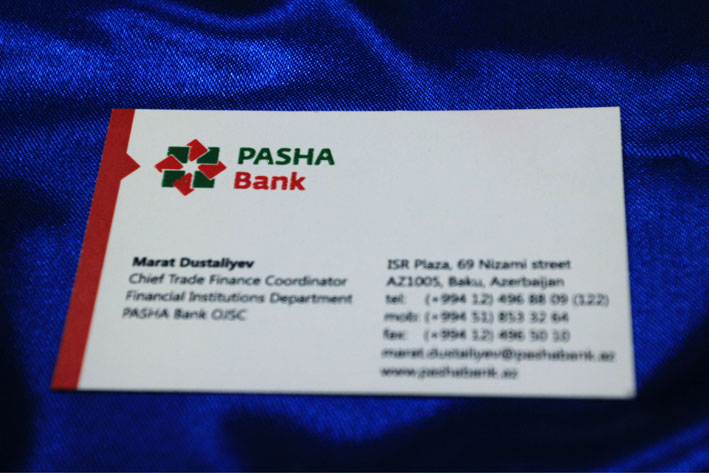 PASHA
Bank
Marat Dustaliyev
Chief Trade Finance Coordinator
Financial Institutions Department
PASHA Bank OJSC
ISR Plaza, 69 Nizami street
AZ1005, Baku, Azerbaijan
tel: (+994 12) 496 88 09 (122)
mob: (+994 51) 853 32 64
fax: (+994 12) 496 50 10
marat.dustaliyev@pashabank.az
www.pashabank.az